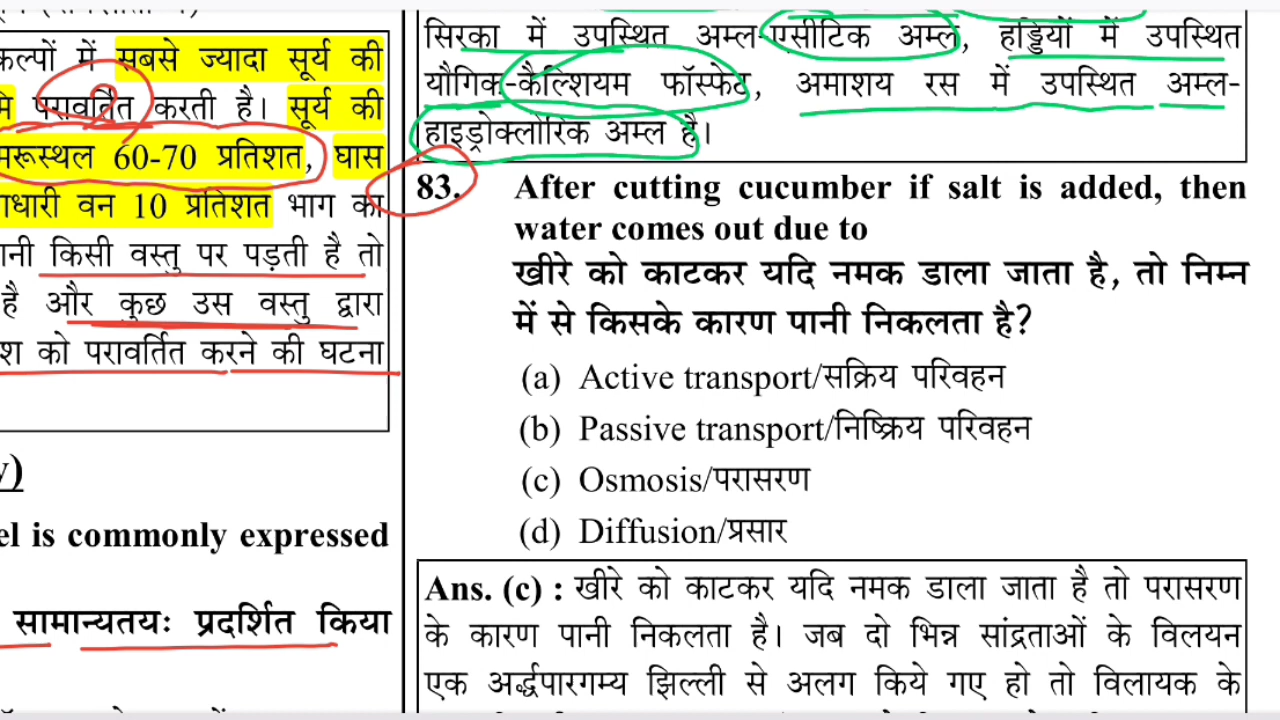 कल्पों में सबसे ज्यादा सूर्य की
परावर्तित करती है। सूर्य की
मरूस्थल 60-70 प्रतिशत, घास
धारी वन 10 प्रतिशत भाग को
किसी वस्तु पर पड़ती है तो
है और कुछ उस वस्तु द्वारा
को परावर्तित करने की घटना
el is commonly expressed
सामान्यतयः प्रदर्शित किया
सिरका में उपस्थित अम्ल-एसीटिक अम्ल, हड्डियों में उपस्थित
यौगिक-कैल्शियम फॉस्फेट, अमाशय रस में उपस्थित अम्ल-
हाइड्रोक्लोरिक अम्ल है।
83. After cutting cucumber if salt is added, then
water comes out due to
खीरे को काटकर यदि नमक डाला जाता है, तो निम्न
में से किसके कारण पानी निकलता है?
(a) Active transport/सक्रिय परिवहन
(b) Passive transport/निष्क्रिय परिवहन
(c) Osmosis/परासरण
(d) Diffusion/प्रसार
Ans. (c) : खीरे को काटकर यदि नमक डाला जाता है तो परासरण
के कारण पानी निकलता है। जब दो भिन्न सांद्रताओं के विलयन
एक अर्द्धपारगम्य झिल्ली से अलग किये गए हो तो विलायक के